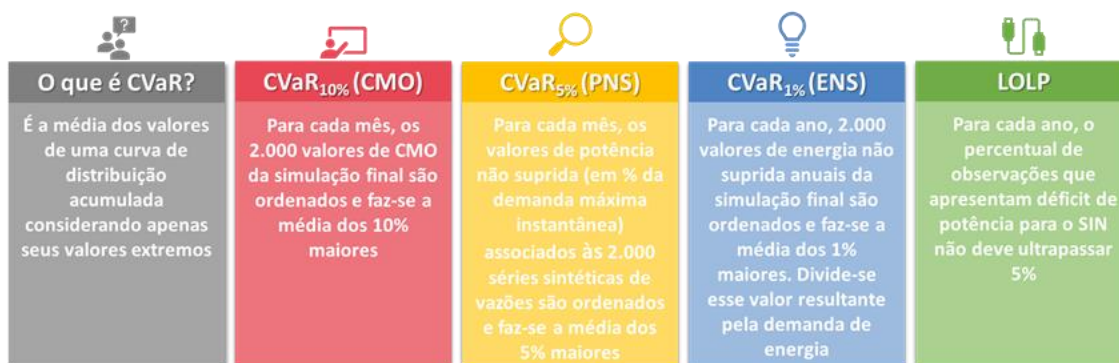 O que é CVaR?
É a média dos valores
de uma curva de
distribuição
acumulada
considerando apenas
seus valores extremos
CVaR10% (CMO)
Para cada mês, os
2.000 valores de CMO
da simulação final são
ordenados e faz-se a
média dos 10%
maiores
CVaR5% (PNS)
Para cada mês, os
valores de potência
não suprida (em % da
demanda máxima
instantânea)
associados às 2.000
séries sintéticas de
vazões são ordenados
e faz-se a média dos
5% maiores
CVaR1% (ENS)
Para cada ano, 2.000
valores de energia não
suprida anuais da
simulação final são
ordenados e faz-se a
média dos 1%
maiores. Divide-se
esse valor resultante
pela demanda de
energia
LOLP
Para cada ano, o
percentual de
observações que
apresentam déficit de
potência para o SIN
não deve ultrapassar
5%